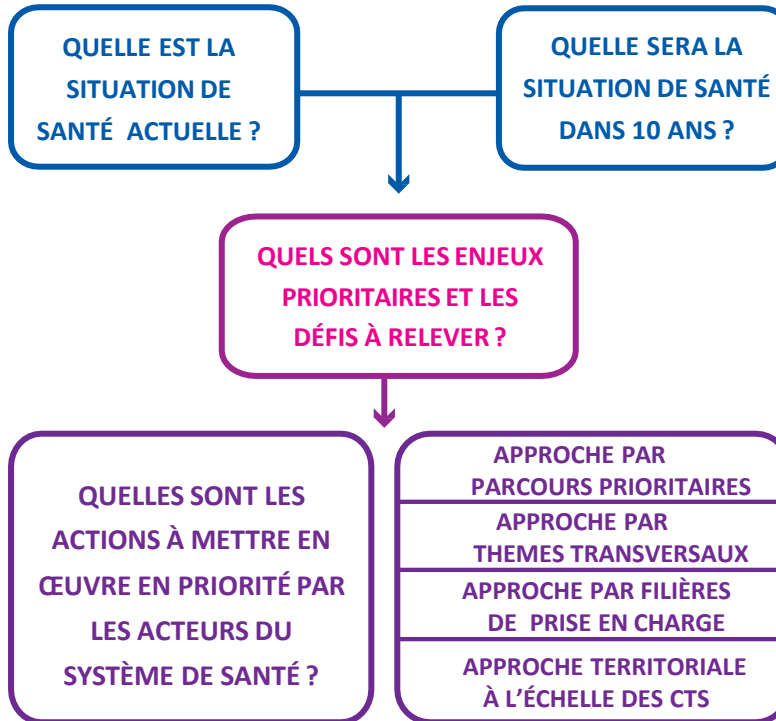 QUELLE EST LA
SITUATION DE
SANTÉ ACTUELLE ?
QUELLE SERA LA
SITUATION DE SANTÉ
DANS 10 ANS ?
QUELS SONT LES ENJEUX
PRIORITAIRES ET LES
DÉFIS À RELEVER ?
QUELLES SONT LES
ACTIONS À METTRE EN
ŒUVRE EN PRIORITÉ PAR
LES ACTEURS DU
SYSTÈME DE SANTÉ ?
APPROCHE PAR
PARCOURS PRIORITAIRES
APPROCHE PAR
THEMES TRANSVERSAUX
APPROCHE PAR FILIÈRES
DE PRISE EN CHARGE
APPROCHE TERRITORIALE
À L’ÉCHELLE DES CTS